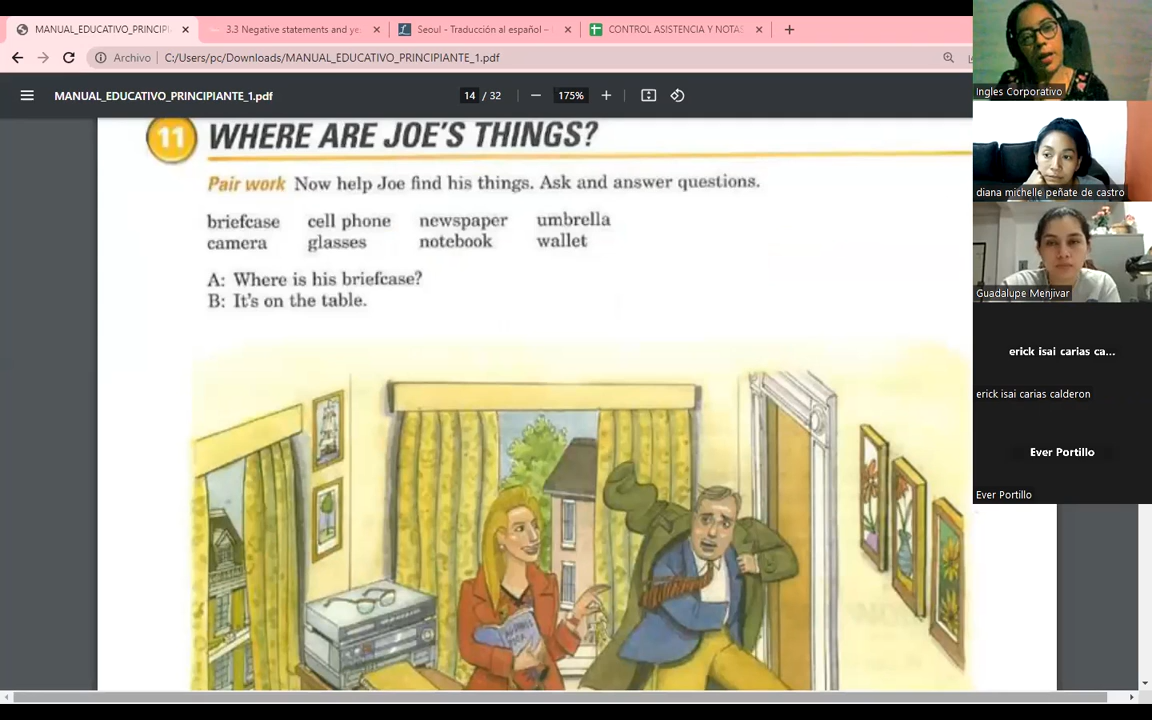 MANUAL_EDUCATIVO_PRINCIPI
3.3 Negative statements and ye
Seoul - Traducción al español –
CONTROL ASISTENCIA Y NOTAS
Archivo
C:/Users/pc/Downloads/MANUAL_EDUCATIVO_PRINCIPIANTE_1.pdf
MANUAL_EDUCATIVO_PRINCIPIANTE_1.pdf
14 / 32
175%
11 WHERE ARE JOE'S THINGS?
Pair work Now help Joe find his things. Ask and answer questions.
briefcase cell phone newspaper umbrella
camera glasses notebook wallet
A: Where is his briefcase?
B: It's on the table.
Ingles Corporativo
diana michelle peñate de castro
Guadalupe Menjivar
erick isai carias ca...
erick isai carias calderon
Ever Portillo
Ever Portillo